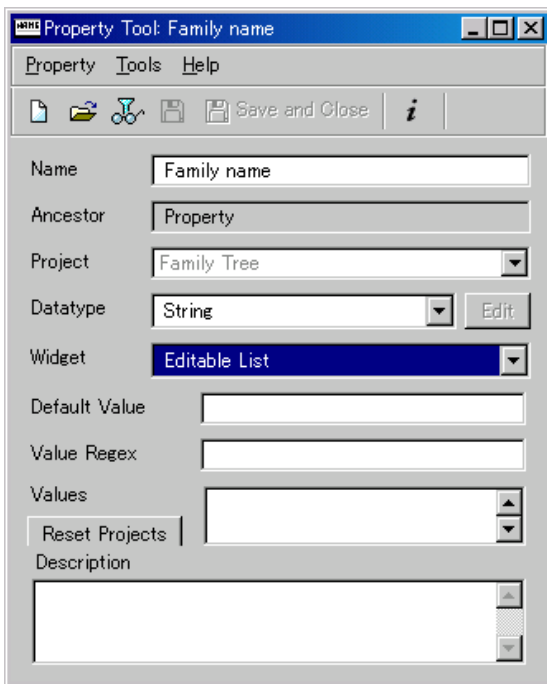 NAME Property Tool: Family name
Property Tools Help
Save and Close i
Name Family name
Ancestor Property
Project Family Tree
Datatype String Edit
Widget Editable List
Default Value
Value Regex
Values
Reset Projects
Description